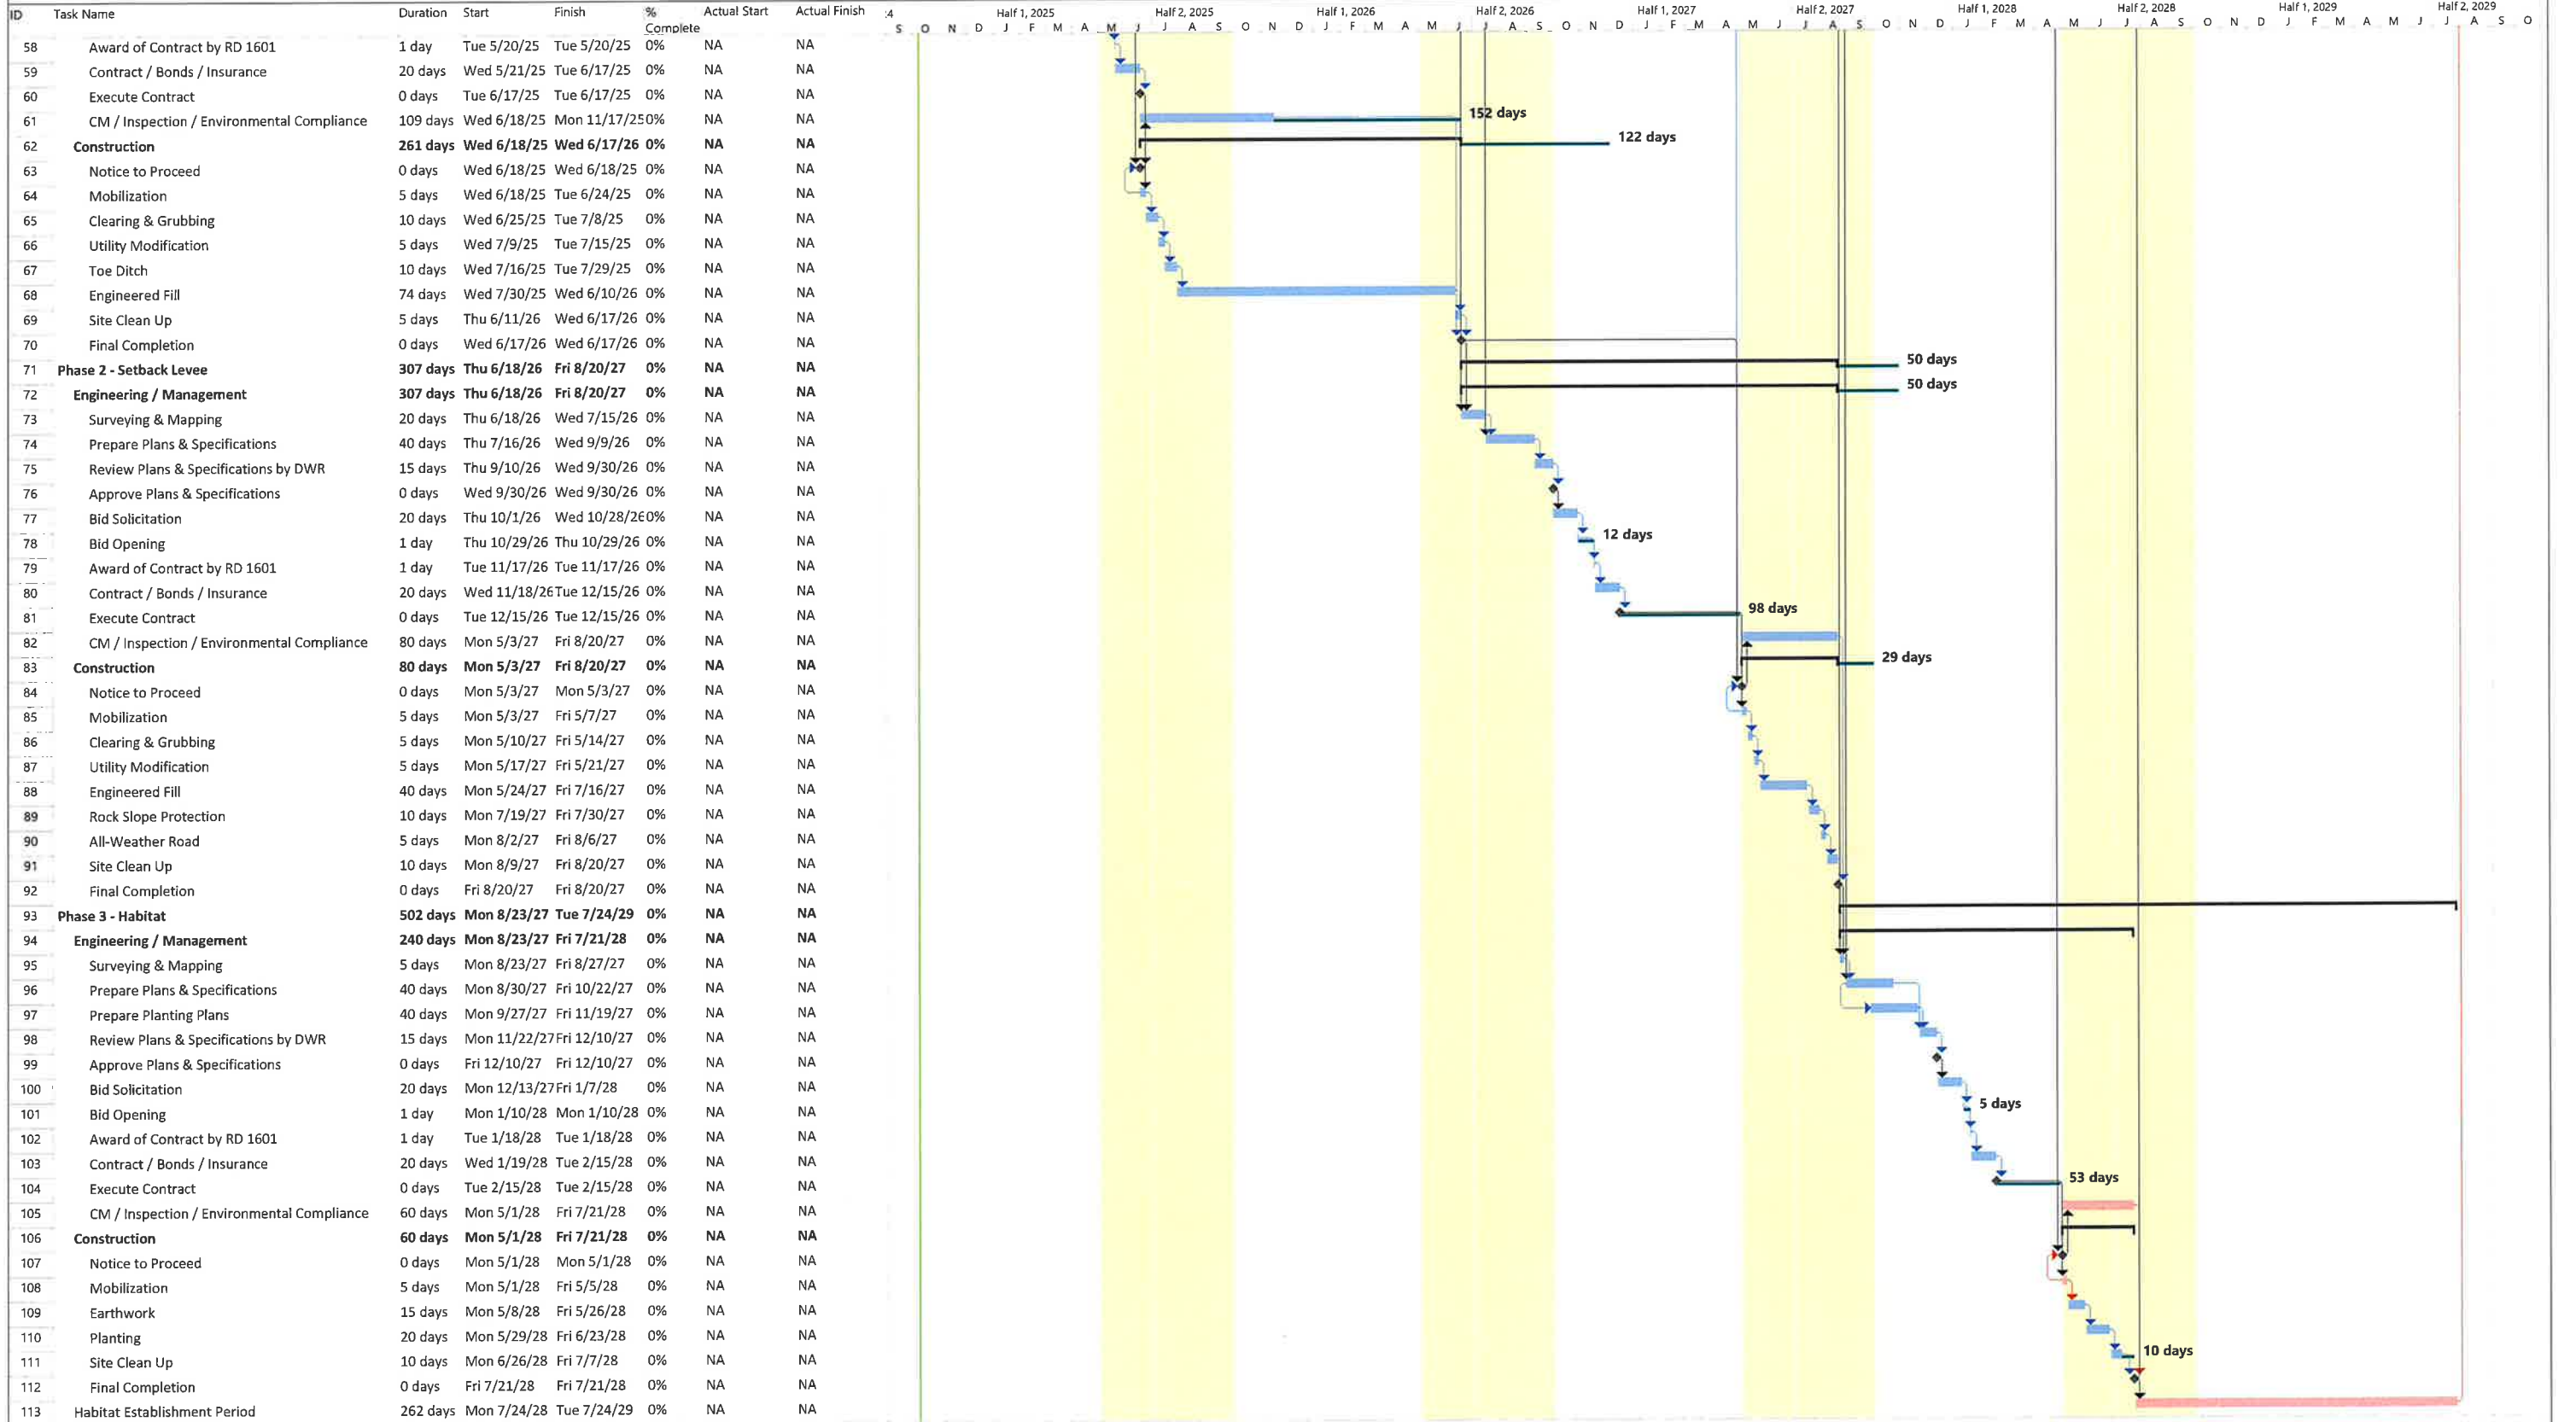 ID Task Name Duration Start Finish % Complete Actual Start Actual Finish :4 Half 1, 2025 Half 2, 2025 Half 1, 2026 Half 2, 2026 Half 1, 2027 Half 2, 2027 Half 1, 2028 Half 2, 2028 Half 1, 2029 Half 2, 2029
S O N D J F M A M J J A S O N D J F M A M J J A S O N D J F M A M J J A S O N D J F M A M J J A S O N D J F M A M J J A S O
58 Award of Contract by RD 1601 1 day Tue 5/20/25 Tue 5/20/25 0% NA NA
59 Contract / Bonds / Insurance 20 days Wed 5/21/25 Tue 6/17/25 0% NA NA
60 Execute Contract 0 days Tue 6/17/25 Tue 6/17/25 0% NA NA
61 CM / Inspection / Environmental Compliance 109 days Wed 6/18/25 Mon 11/17/25 0% NA NA 152 days
62 Construction 261 days Wed 6/18/25 Wed 6/17/26 0% NA NA 122 days
63 Notice to Proceed 0 days Wed 6/18/25 Wed 6/18/25 0% NA NA
64 Mobilization 5 days Wed 6/18/25 Tue 6/24/25 0% NA NA
65 Clearing & Grubbing 10 days Wed 6/25/25 Tue 7/8/25 0% NA NA
66 Utility Modification 5 days Wed 7/9/25 Tue 7/15/25 0% NA NA
67 Toe Ditch 10 days Wed 7/16/25 Tue 7/29/25 0% NA NA
68 Engineered Fill 74 days Wed 7/30/25 Wed 6/10/26 0% NA NA
69 Site Clean Up 5 days Thu 6/11/26 Wed 6/17/26 0% NA NA
70 Final Completion 0 days Wed 6/17/26 Wed 6/17/26 0% NA NA
71 Phase 2 - Setback Levee 307 days Thu 6/18/26 Fri 8/20/27 0% NA NA 50 days
72 Engineering / Management 307 days Thu 6/18/26 Fri 8/20/27 0% NA NA 50 days
73 Surveying & Mapping 20 days Thu 6/18/26 Wed 7/15/26 0% NA NA
74 Prepare Plans & Specifications 40 days Thu 7/16/26 Wed 9/9/26 0% NA NA
75 Review Plans & Specifications by DWR 15 days Thu 9/10/26 Wed 9/30/26 0% NA NA
76 Approve Plans & Specifications 0 days Wed 9/30/26 Wed 9/30/26 0% NA NA
77 Bid Solicitation 20 days Thu 10/1/26 Wed 10/28/26 0% NA NA
78 Bid Opening 1 day Thu 10/29/26 Thu 10/29/26 0% NA NA 12 days
79 Award of Contract by RD 1601 1 day Tue 11/17/26 Tue 11/17/26 0% NA NA
80 Contract / Bonds / Insurance 20 days Wed 11/18/26 Tue 12/15/26 0% NA NA
81 Execute Contract 0 days Tue 12/15/26 Tue 12/15/26 0% NA NA 98 days
82 CM / Inspection / Environmental Compliance 80 days Mon 5/3/27 Fri 8/20/27 0% NA NA
83 Construction 80 days Mon 5/3/27 Fri 8/20/27 0% NA NA 29 days
84 Notice to Proceed 0 days Mon 5/3/27 Mon 5/3/27 0% NA NA
85 Mobilization 5 days Mon 5/3/27 Fri 5/7/27 0% NA NA
86 Clearing & Grubbing 5 days Mon 5/10/27 Fri 5/14/27 0% NA NA
87 Utility Modification 5 days Mon 5/17/27 Fri 5/21/27 0% NA NA
88 Engineered Fill 40 days Mon 5/24/27 Fri 7/16/27 0% NA NA
89 Rock Slope Protection 10 days Mon 7/19/27 Fri 7/30/27 0% NA NA
90 All-Weather Road 5 days Mon 8/2/27 Fri 8/6/27 0% NA NA
91 Site Clean Up 10 days Mon 8/9/27 Fri 8/20/27 0% NA NA
92 Final Completion 0 days Fri 8/20/27 Fri 8/20/27 0% NA NA
93 Phase 3 - Habitat 502 days Mon 8/23/27 Tue 7/24/29 0% NA NA
94 Engineering / Management 240 days Mon 8/23/27 Fri 7/21/28 0% NA NA
95 Surveying & Mapping 5 days Mon 8/23/27 Fri 8/27/27 0% NA NA
96 Prepare Plans & Specifications 40 days Mon 8/30/27 Fri 10/22/27 0% NA NA
97 Prepare Planting Plans 40 days Mon 9/27/27 Fri 11/19/27 0% NA NA
98 Review Plans & Specifications by DWR 15 days Mon 11/22/27 Fri 12/10/27 0% NA NA
99 Approve Plans & Specifications 0 days Fri 12/10/27 Fri 12/10/27 0% NA NA
100 Bid Solicitation 20 days Mon 12/13/27 Fri 1/7/28 0% NA NA
101 Bid Opening 1 day Mon 1/10/28 Mon 1/10/28 0% NA NA 5 days
102 Award of Contract by RD 1601 1 day Tue 1/18/28 Tue 1/18/28 0% NA NA
103 Contract / Bonds / Insurance 20 days Wed 1/19/28 Tue 2/15/28 0% NA NA
104 Execute Contract 0 days Tue 2/15/28 Tue 2/15/28 0% NA NA 53 days
105 CM / Inspection / Environmental Compliance 60 days Mon 5/1/28 Fri 7/21/28 0% NA NA
106 Construction 60 days Mon 5/1/28 Fri 7/21/28 0% NA NA
107 Notice to Proceed 0 days Mon 5/1/28 Mon 5/1/28 0% NA NA
108 Mobilization 5 days Mon 5/1/28 Fri 5/5/28 0% NA NA
109 Earthwork 15 days Mon 5/8/28 Fri 5/26/28 0% NA NA
110 Planting 20 days Mon 5/29/28 Fri 6/23/28 0% NA NA
111 Site Clean Up 10 days Mon 6/26/28 Fri 7/7/28 0% NA NA 10 days
112 Final Completion 0 days Fri 7/21/28 Fri 7/21/28 0% NA NA
113 Habitat Establishment Period 262 days Mon 7/24/28 Tue 7/24/29 0% NA NA